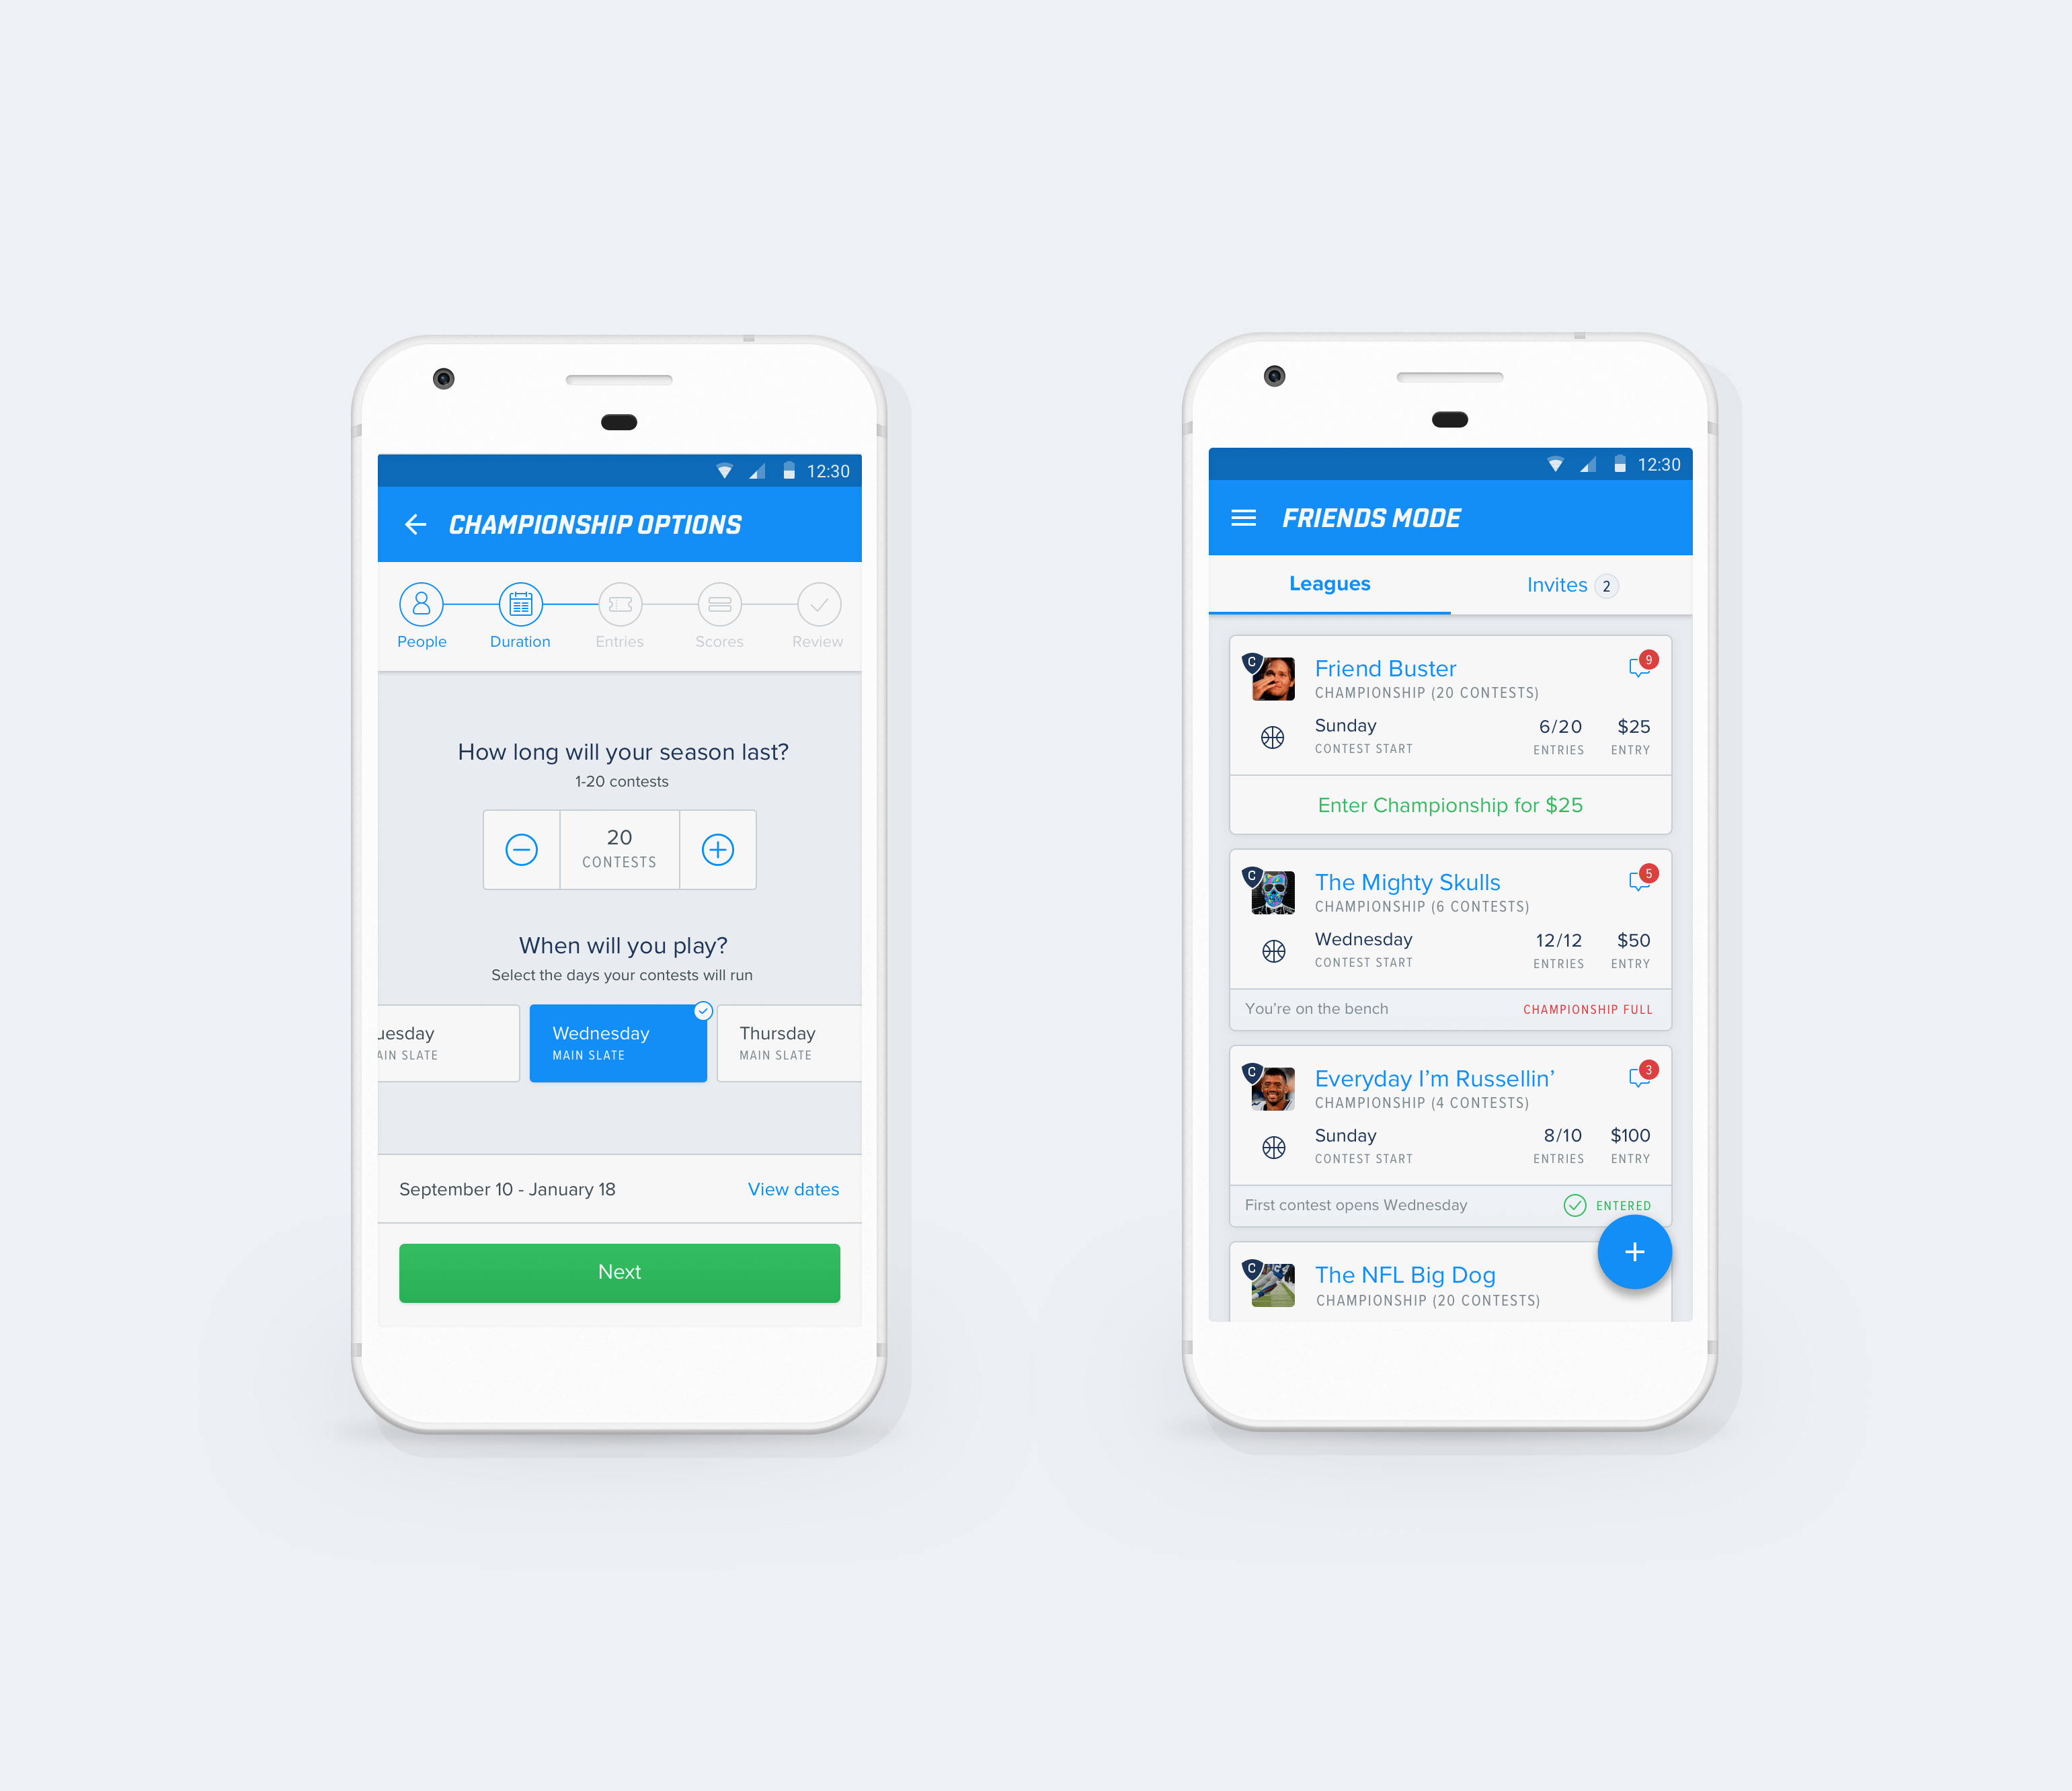 12:30
CHAMPIONSHIP OPTIONS
People Duration Entries Scores Review
How long will your season last?
1-20 contests
20
CONTESTS
When will you play?
Select the days your contests will run
uesday Wednesday Thursday
AIN SLATE MAIN SLATE MAIN SLATE
September 10 - January 18 View dates
Next
12:30
FRIENDS MODE
Leagues Invites 2
C Friend Buster 9
CHAMPIONSHIP (20 CONTESTS)
Sunday 6/20 $25
CONTEST START ENTRIES ENTRY
Enter Championship for $25
C The Mighty Skulls 5
CHAMPIONSHIP (6 CONTESTS)
Wednesday 12/12 $50
CONTEST START ENTRIES ENTRY
You're on the bench CHAMPIONSHIP FULL
C Everyday I'm Russellin' 3
CHAMPIONSHIP (4 CONTESTS)
Sunday 8/10 $100
CONTEST START ENTRIES ENTRY
First contest opens Wednesday ENTERED
C The NFL Big Dog
CHAMPIONSHIP (20 CONTESTS)